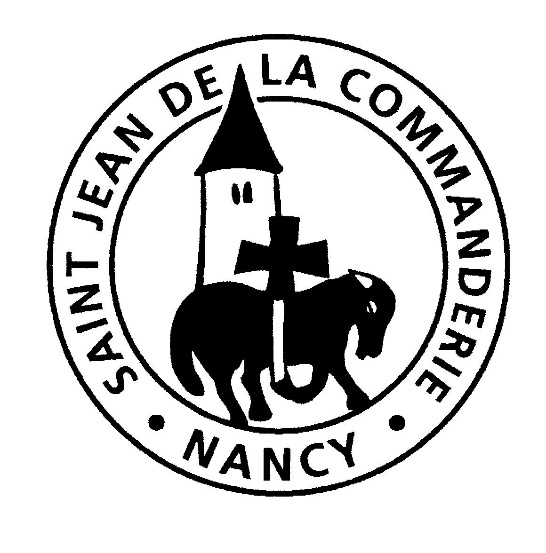 SAINT JEAN DE LA COMMANDERIE
• NANCY •